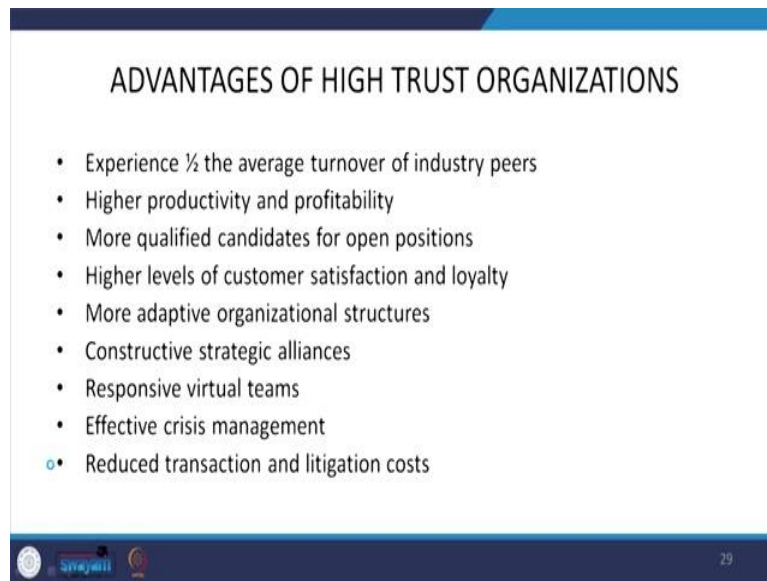 ADVANTAGES OF HIGH TRUST ORGANIZATIONS
• Experience ½ the average turnover of industry peers
• Higher productivity and profitability
• More qualified candidates for open positions
• Higher levels of customer satisfaction and loyalty
• More adaptive organizational structures
• Constructive strategic alliances
• Responsive virtual teams
• Effective crisis management
• Reduced transaction and litigation costs
swayam
29